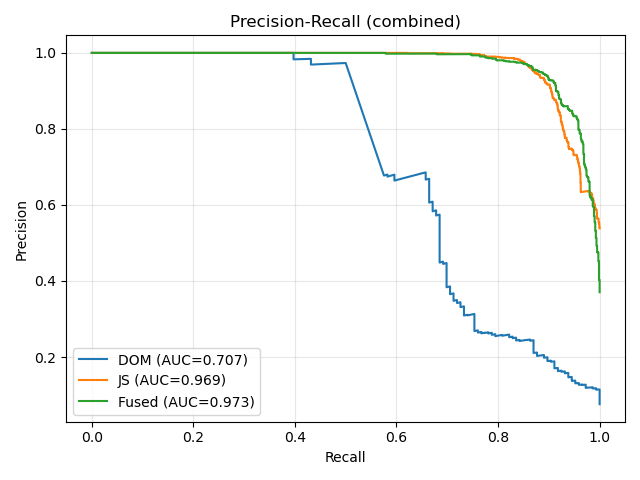 Precision-Recall (combined)
Precision
1.0
0.8
0.6
0.4
0.2
DOM (AUC=0.707)
JS (AUC=0.969)
Fused (AUC=0.973)
0.0 0.2 0.4 0.6 0.8 1.0
Recall